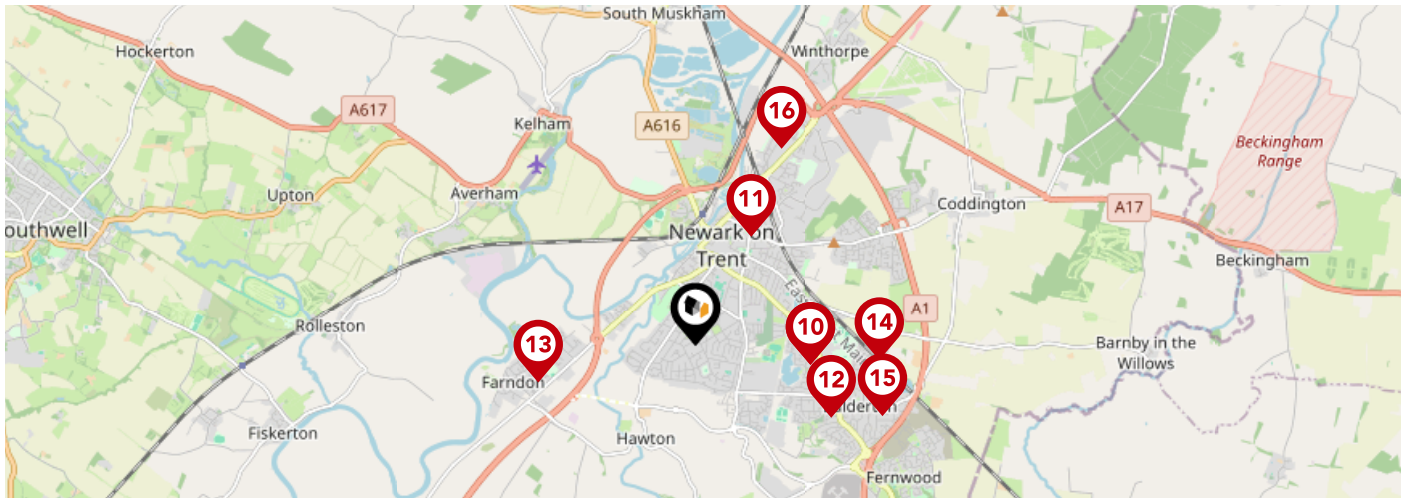 South Muskham
Hockerton
Winthorpe
A617
16
Kelham
A616
Beckingham
Range
Upton
Averham
11
Coddington
A17
outhwell
Newark on
Trent
Beckingham
East
A1
Rolleston
10
14
13
Barnby in the
Willows
Farndon
12
15
Fiskerton
Hawton
Fernwood